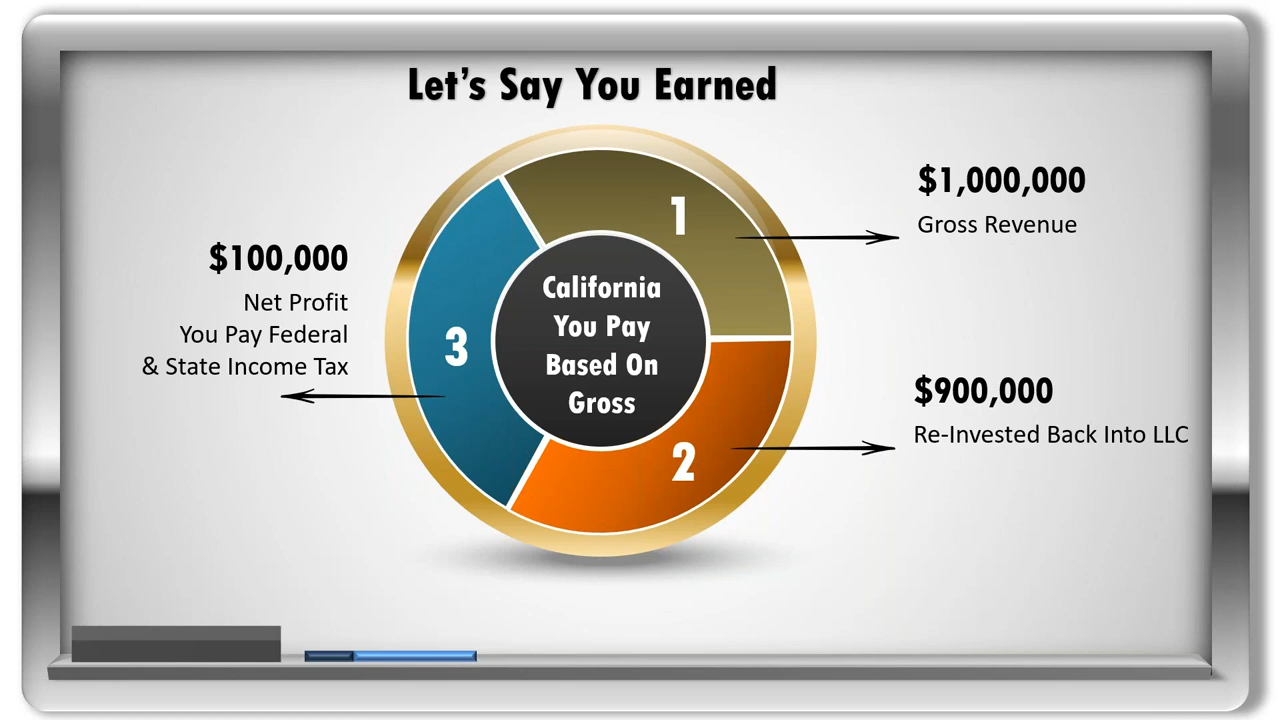 Let's Say You Earned
1
$1,000,000
Gross Revenue
$100,000
Net Profit
You Pay Federal
& State Income Tax
3
California
You Pay
Based On
Gross
2
$900,000
Re-Invested Back Into LLC